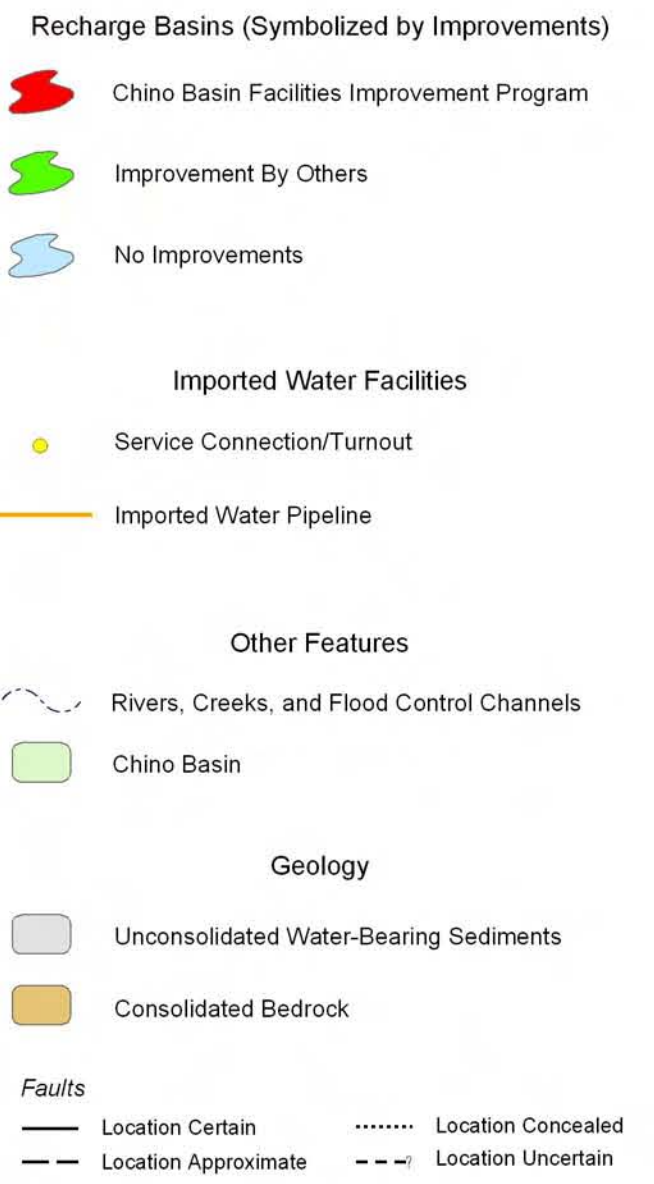 Recharge Basins (Symbolized by Improvements)
Chino Basin Facilities Improvement Program
Improvement By Others
No Improvements
Imported Water Facilities
Service Connection/Turnout
Imported Water Pipeline
Other Features
Rivers, Creeks, and Flood Control Channels
Chino Basin
Geology
Unconsolidated Water-Bearing Sediments
Consolidated Bedrock
Faults
Location Certain
Location Concealed
Location Approximate
? Location Uncertain